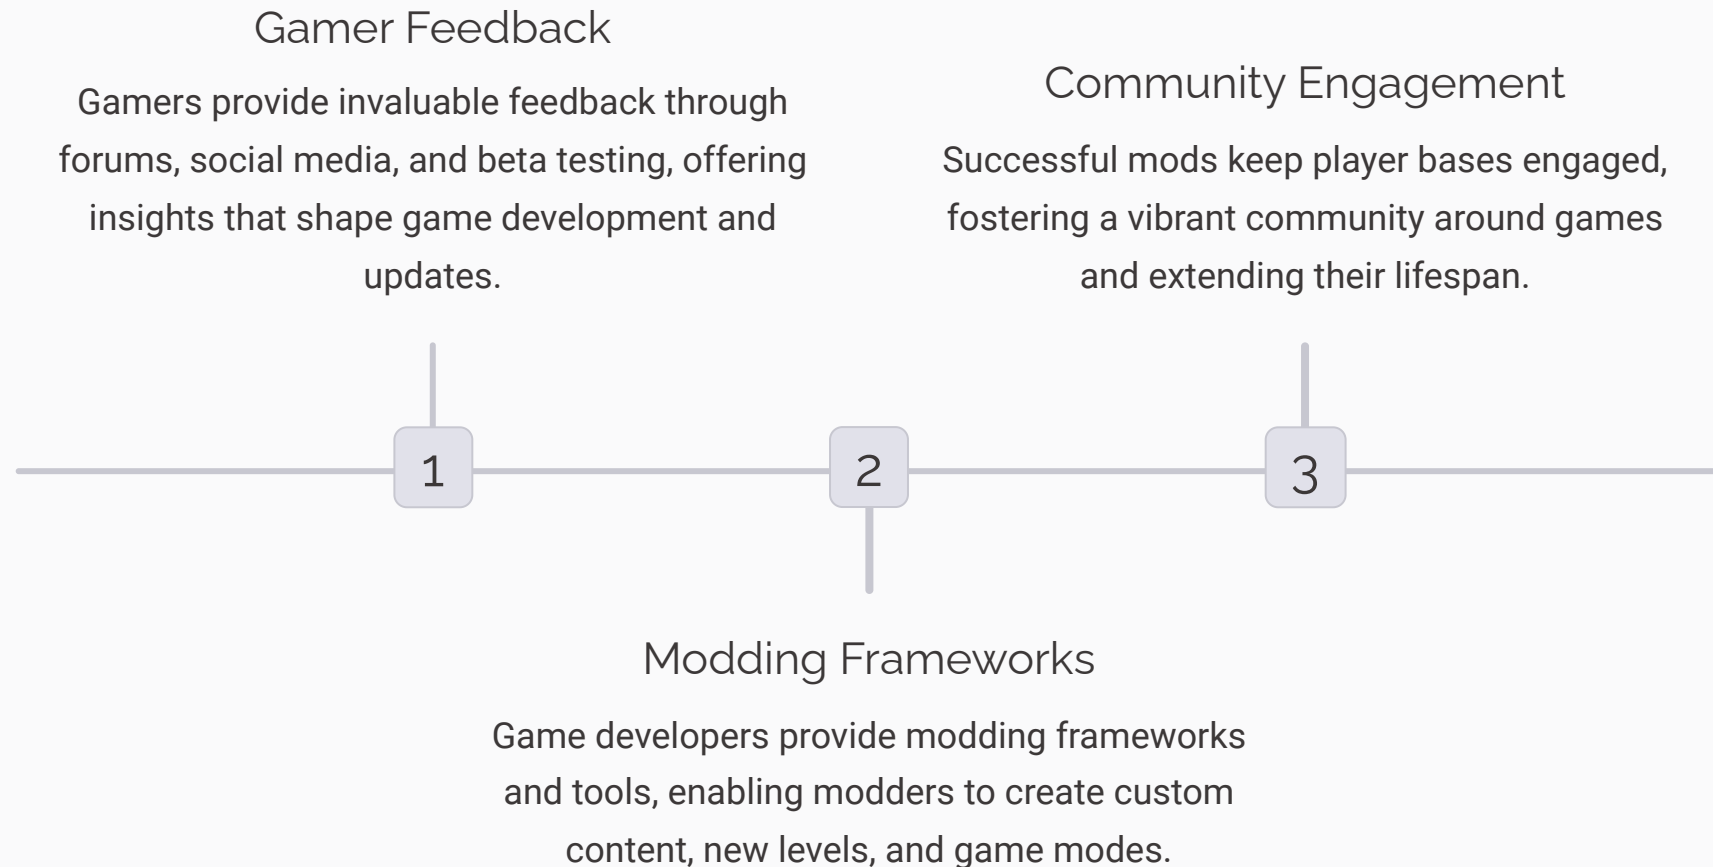 Gamer Feedback
Gamers provide invaluable feedback through
forums, social media, and beta testing, offering
insights that shape game development and
updates.
Community Engagement
Successful mods keep player bases engaged,
fostering a vibrant community around games
and extending their lifespan.
1
2
3
Modding Frameworks
Game developers provide modding frameworks
and tools, enabling modders to create custom
content, new levels, and game modes.